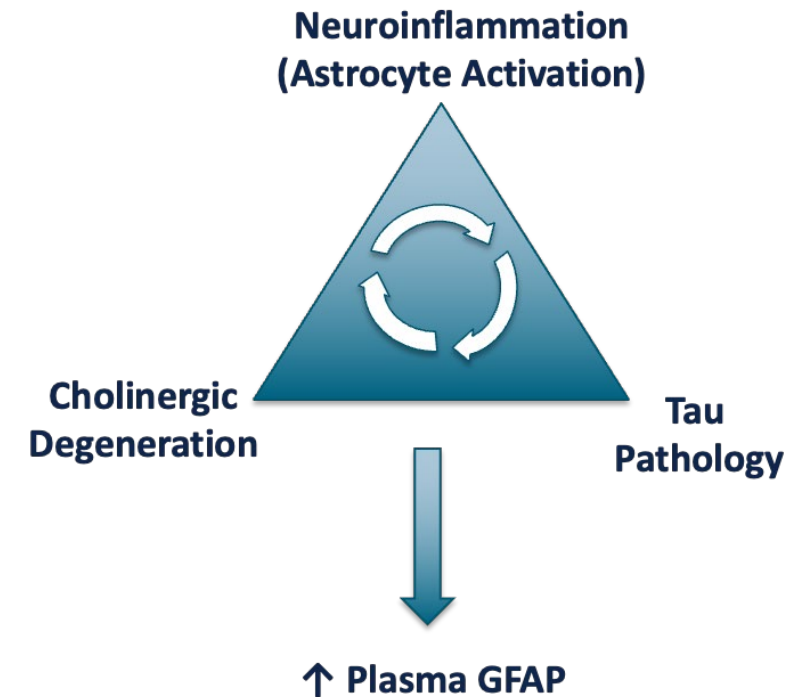 Neuroinflammation
(Astrocyte Activation)
Cholinergic
Degeneration
Tau
Pathology
↑ Plasma GFAP